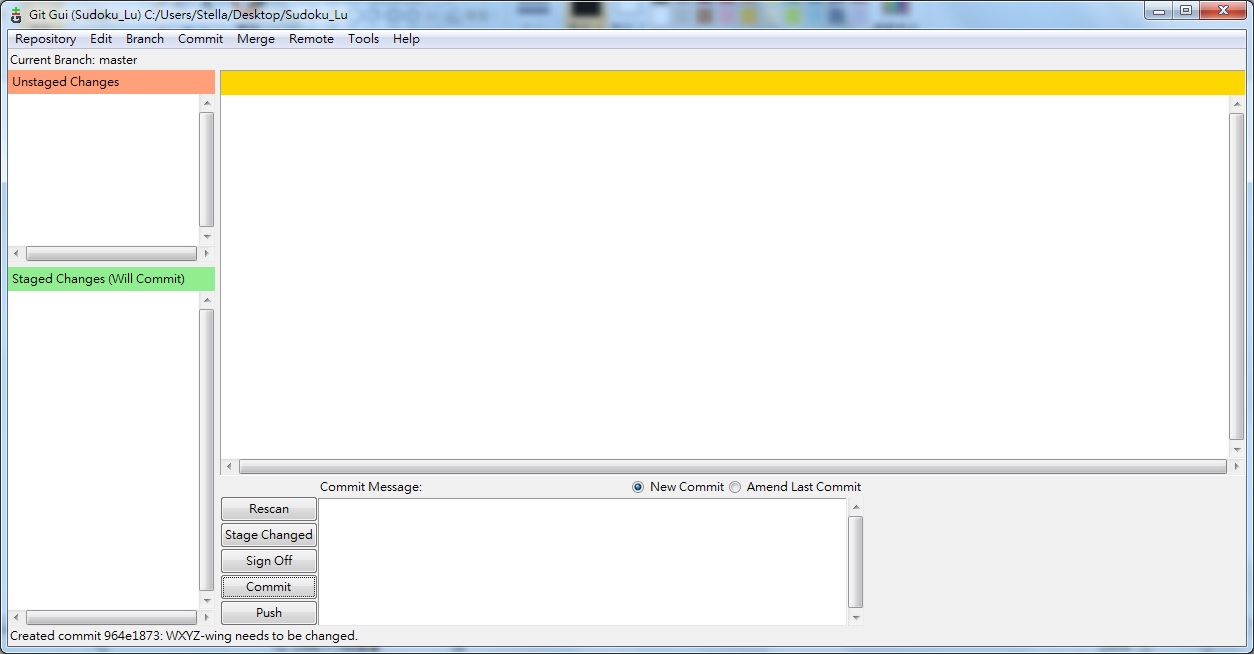 Git Gui (Sudoku_Lu) C:/Users/Stella/Desktop/Sudoku_Lu
Repository Edit Branch Commit Merge Remote Tools Help
Current Branch: master
Unstaged Changes
Staged Changes (Will Commit)
Commit Message: New Commit Amend Last Commit
Rescan
Stage Changed
Sign Off
Commit
Push
Created commit 964e1873: WXYZ-wing needs to be changed.